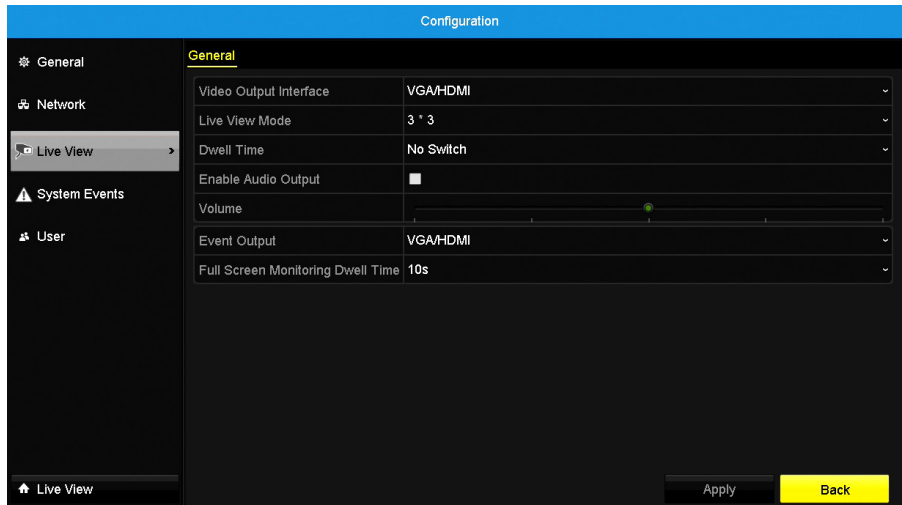 Configuration
General
Network
Live View
System Events
User
Live View
General
Video Output Interface VGA/HDMI
Live View Mode 3 * 3
Dwell Time No Switch
Enable Audio Output
Volume
Event Output VGA/HDMI
Full Screen Monitoring Dwell Time 10s
Apply Back